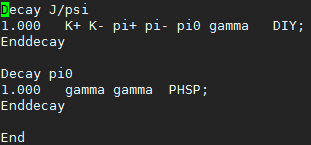 Decay J/psi
1.000 K+ K- pi+ pi- pi0 gamma DIY;
Enddecay
Decay pi0
1.000 gamma gamma PHSP;
Enddecay
End